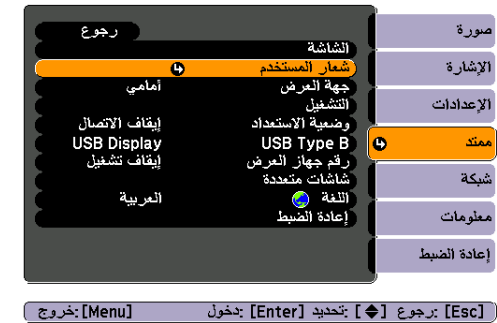 رجوع
الشاشة
شعار المستخدم
جهة العرض أمامي
التشغيل
وضعية الاستعداد إيقاف الاتصال
USB Type B USB Display
رقم جهاز العرض إيقاف تشغيل
شاشات متعددة
اللغة العربية
إعادة الضبط
صورة
الإشارة
الإعدادات
ممتد
شبكة
معلومات
إعادة الضبط
[Esc] :رجوع [◆] :تحديد [Enter] :دخول [Menu] :خروج